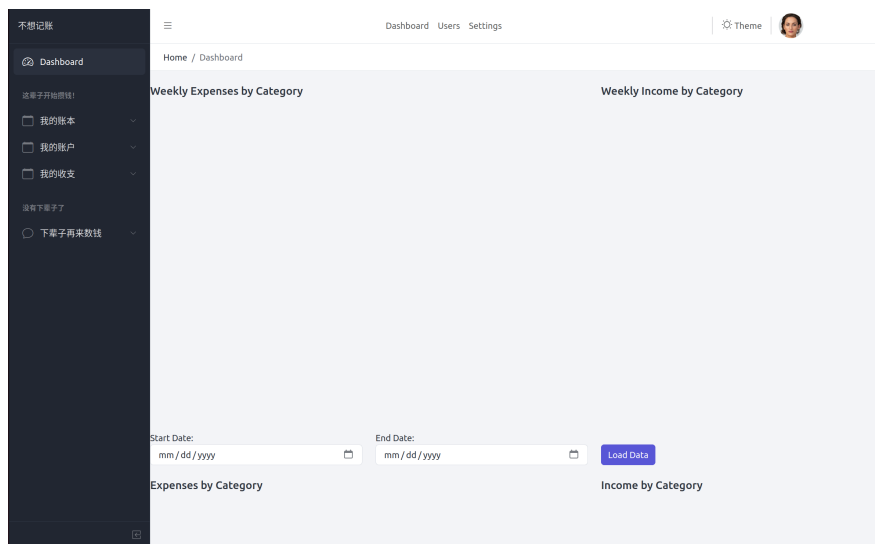 不想记账
Dashboard Users Settings
Theme
Dashboard
Home / Dashboard
这辈子开始攒钱!
我的账本
我的账户
我的收支
没有下辈子了
下辈子再来数钱
Weekly Expenses by Category
Weekly Income by Category
Start Date:
End Date:
mm/dd/yyyy
mm/dd/yyyy
Load Data
Expenses by Category
Income by Category